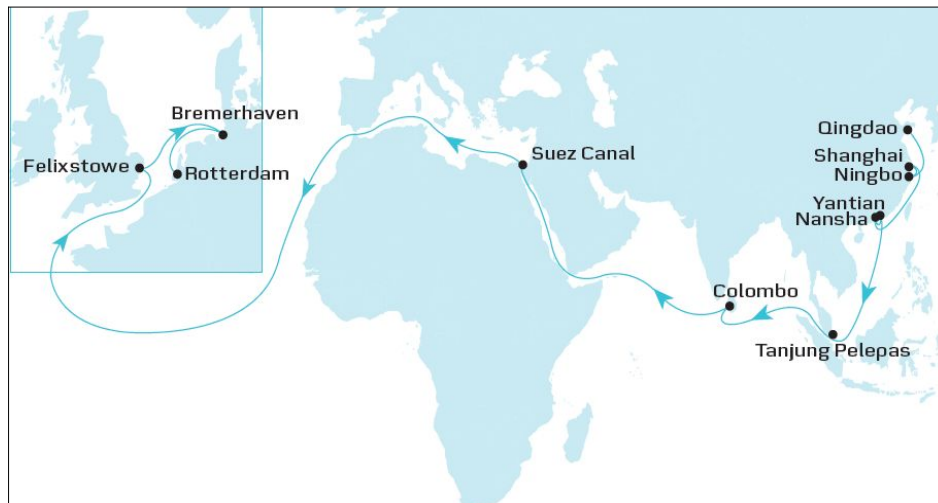 Bremerhaven
Felixstowe
Rotterdam
Suez Canal
Qingdao
Shanghai
Ningbo
Yantian
Nansha
Colombo
Tanjung Pelepas